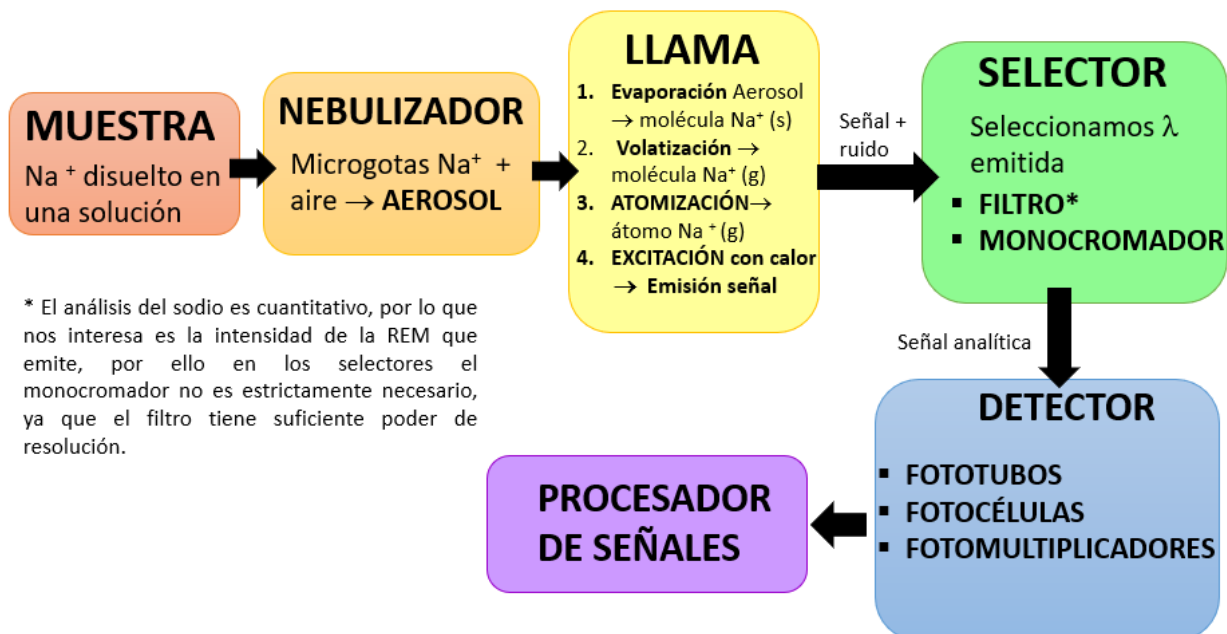 MUESTRA
Na ⁺ disuelto en
una solución
NEBULIZADOR
Microgotas Na⁺ +
aire → AEROSOL
LLAMA
1. Evaporación Aerosol
→ molécula Na⁺ (s)
2. Volatización →
molécula Na⁺ (g)
3. ATOMIZACIÓN→
átomo Na ⁺ (g)
4. EXCITACIÓN con calor
→ Emisión señal
Señal +
ruido
SELECTOR
Seleccionamos λ
emitida
▪ FILTRO*
▪ MONOCROMADOR
* El análisis del sodio es cuantitativo, por lo que
nos interesa es la intensidad de la REM que
emite, por ello en los selectores el
monocromador no es estrictamente necesario,
ya que el filtro tiene suficiente poder de
resolución.
Señal analítica
DETECTOR
▪ FOTOTUBOS
▪ FOTOCÉLULAS
▪ FOTOMULTIPLICADORES
PROCESADOR
DE SEÑALES